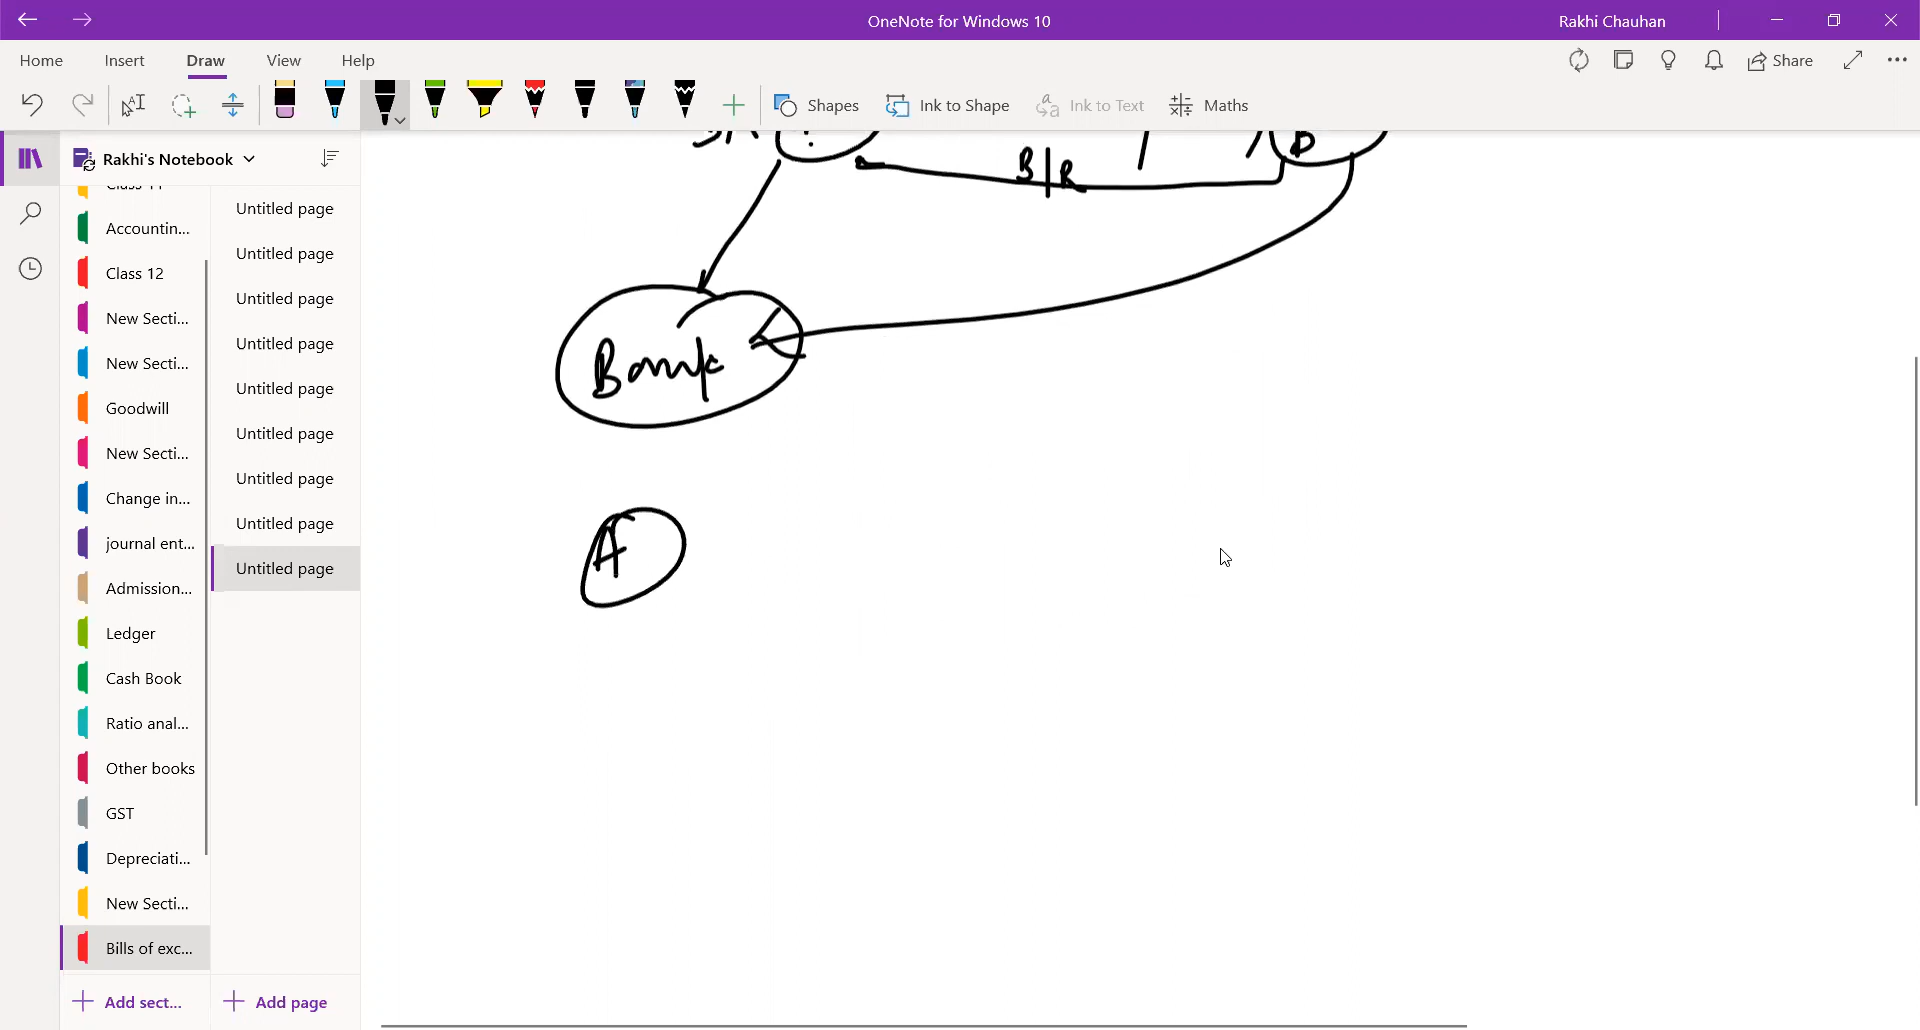 OneNote for Windows 10
Rakhi Chauhan
Home
Insert
Draw
View
Help
Share
Shapes
Ink to Shape
Ink to Text
Maths
Rakhi's Notebook
Class 11
Accountin...
Class 12
New Secti...
New Secti...
Goodwill
New Secti...
Change in...
journal ent...
Admission...
Ledger
Cash Book
Ratio anal...
Other books
GST
Depreciati...
New Secti...
Bills of exc...
Add sect...
Untitled page
Untitled page
Untitled page
Untitled page
Untitled page
Untitled page
Untitled page
Untitled page
Untitled page
Add page
B
B|R
Bank
A